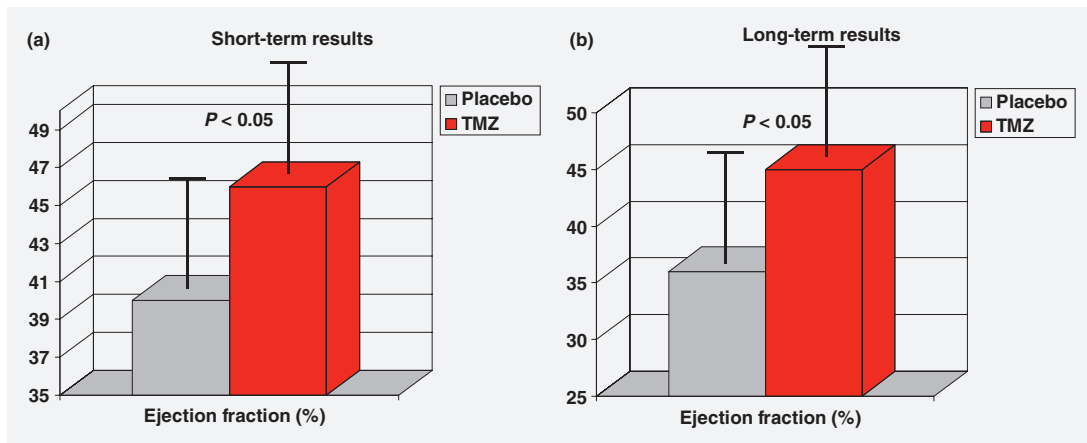 (a)
Short-term results
P < 0.05
Placebo
TMZ
49
47
45
43
41
39
37
35
Ejection fraction (%)
(b)
Long-term results
P < 0.05
Placebo
TMZ
50
45
40
35
30
25
Ejection fraction (%)